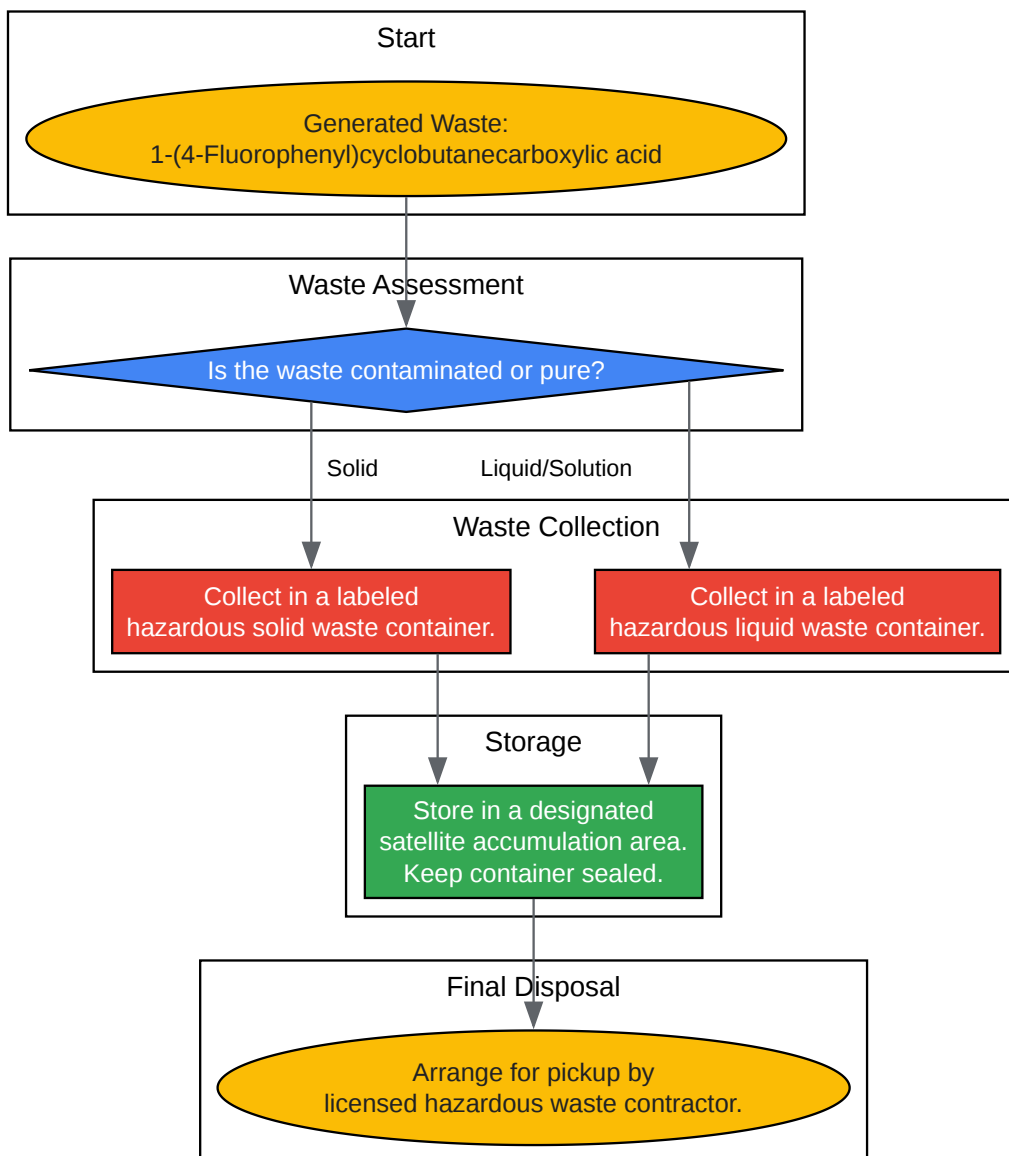 Start
Generated Waste:
1-(4-Fluorophenyl)cyclobutanecarboxylic acid
Waste Assessment
Is the waste contaminated or pure?
Solid
Liquid/Solution
Waste Collection
Collect in a labeled
hazardous solid waste container.
Collect in a labeled
hazardous liquid waste container.
Storage
Store in a designated
satellite accumulation area.
Keep container sealed.
Final Disposal
Arrange for pickup by
licensed hazardous waste contractor.